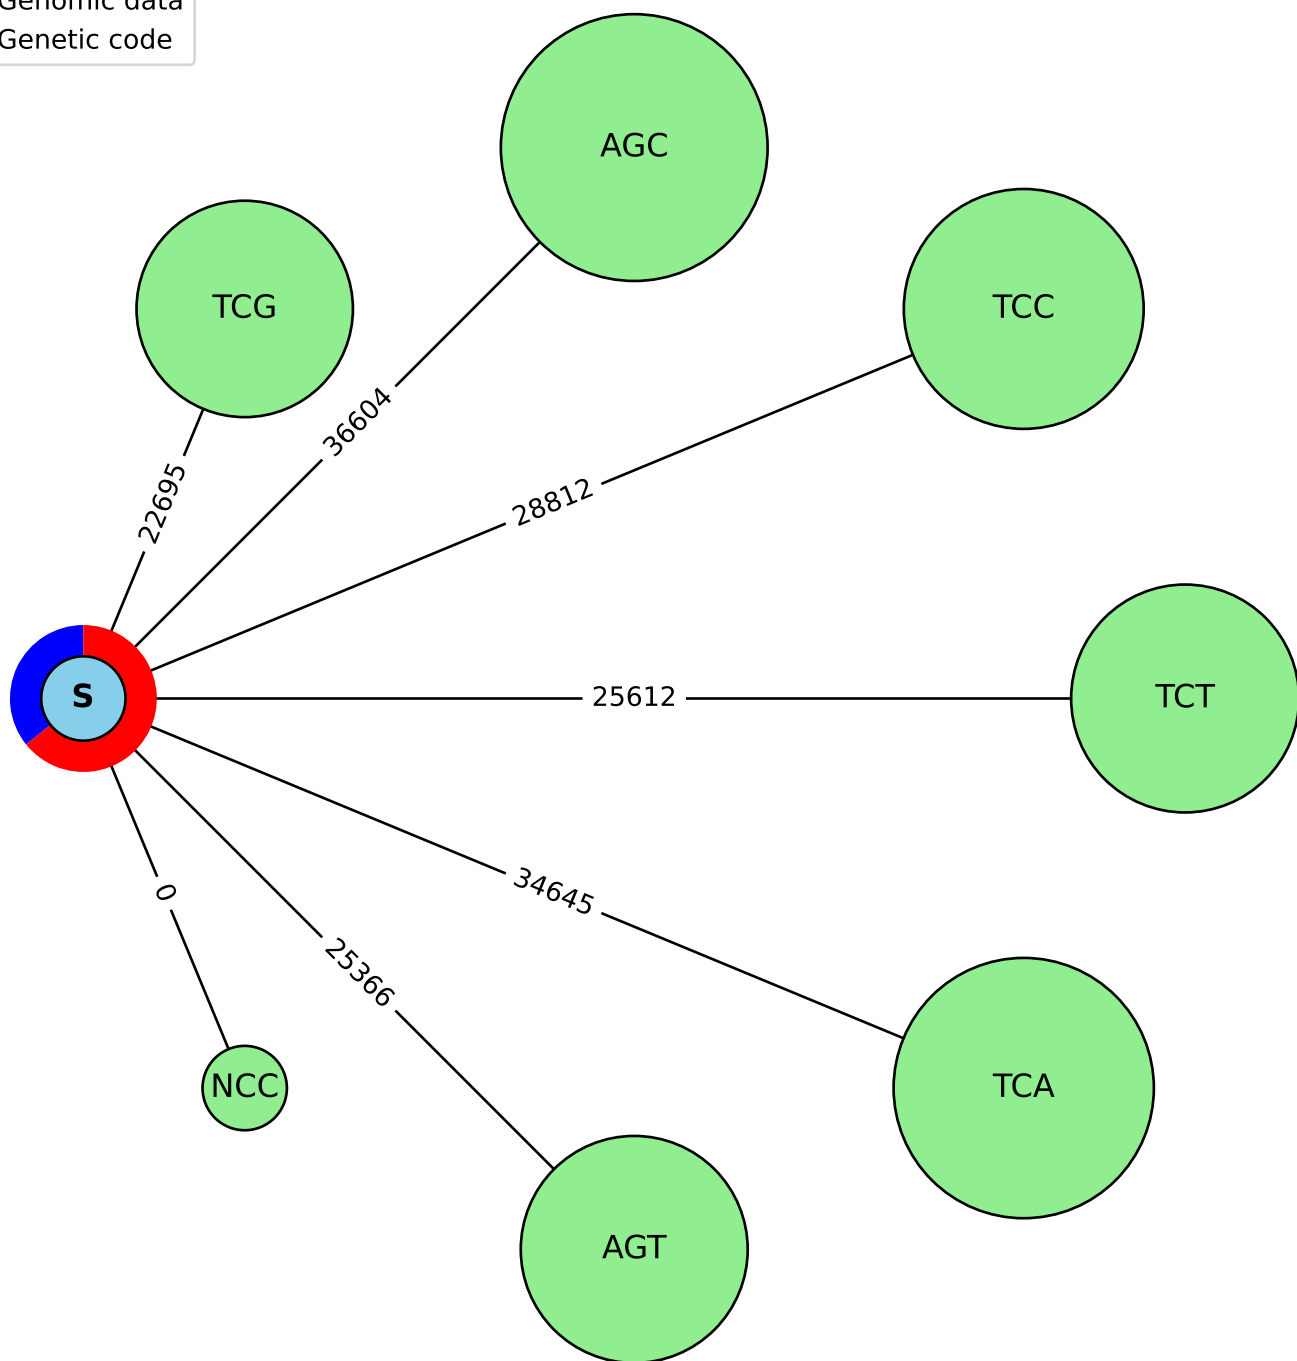 Genomic data
Genetic code
AGC
TCG
TCC
36604
28812
22695
S
25612
TCT
34645
0
25366
NCC
TCA
AGT